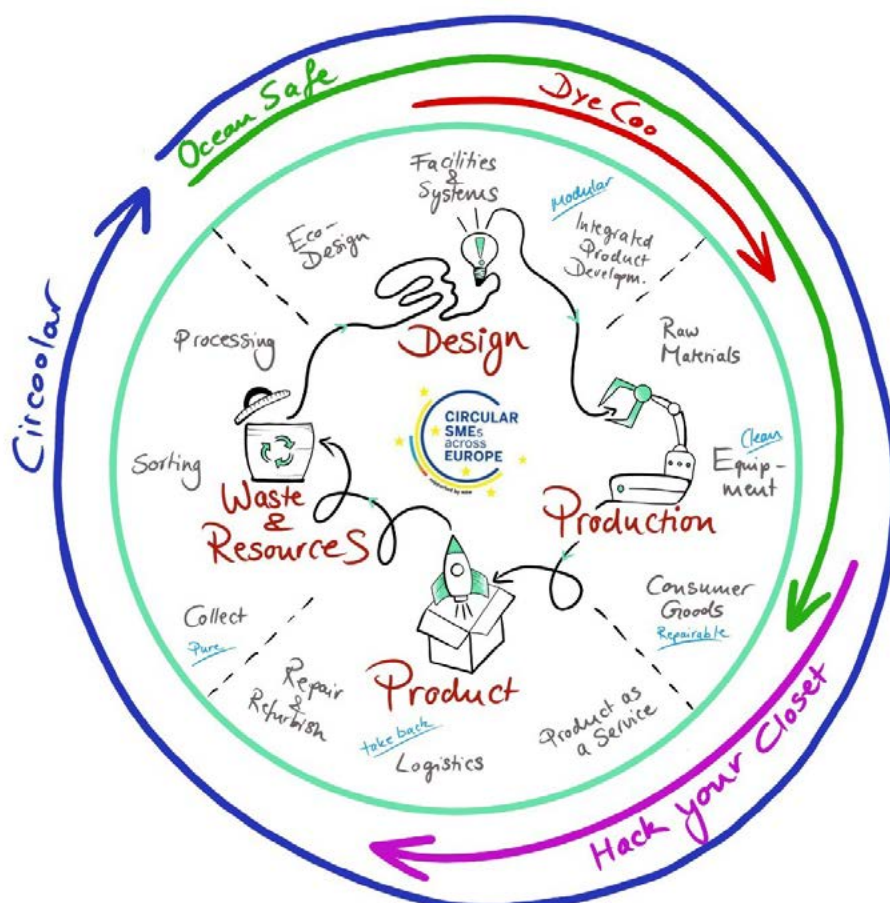 Ocean Safe
Dye Coo
Circoolar
Hack your Closet
Facilities
&
Systems
Eco-
Design
Modular
Integrated
Product
Developm.
Design
Processing
Sorting
Waste
&
Resources
Raw
Materials
Clean
Equip-
ment
Production
CIRCULAR
SMEs
across
EUROPE
Consumer
Goods
Repairable
Collect
Pure
Repair
&
Refurbish
Product
take back
Logistics
Product as
a Service